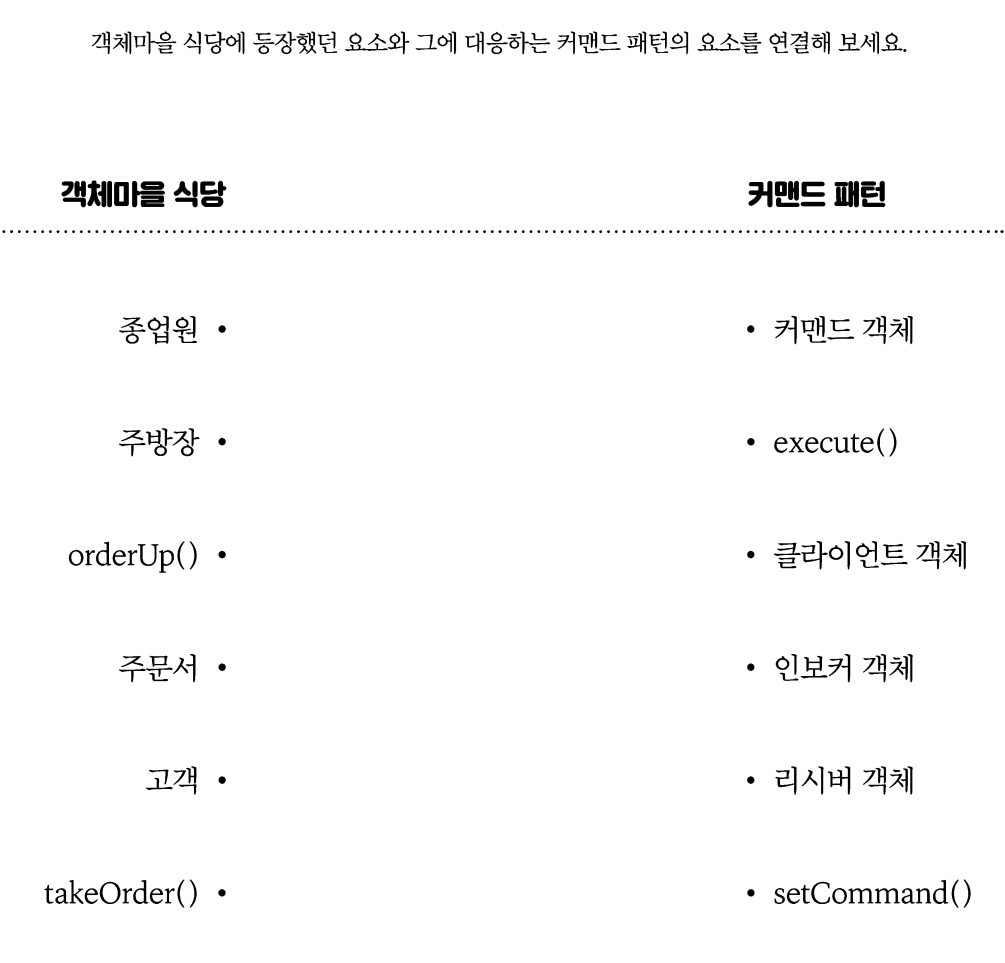 객체마을 식당에 등장했던 요소와 그에 대응하는 커맨드 패턴의 요소를 연결해 보세요.
객체마을 식당 커맨드 패턴
종업원 • • 커맨드 객체
주방장 • • execute()
orderUp() • • 클라이언트 객체
주문서 • • 인보커 객체
고객 • • 리시버 객체
takeOrder() • • setCommand()